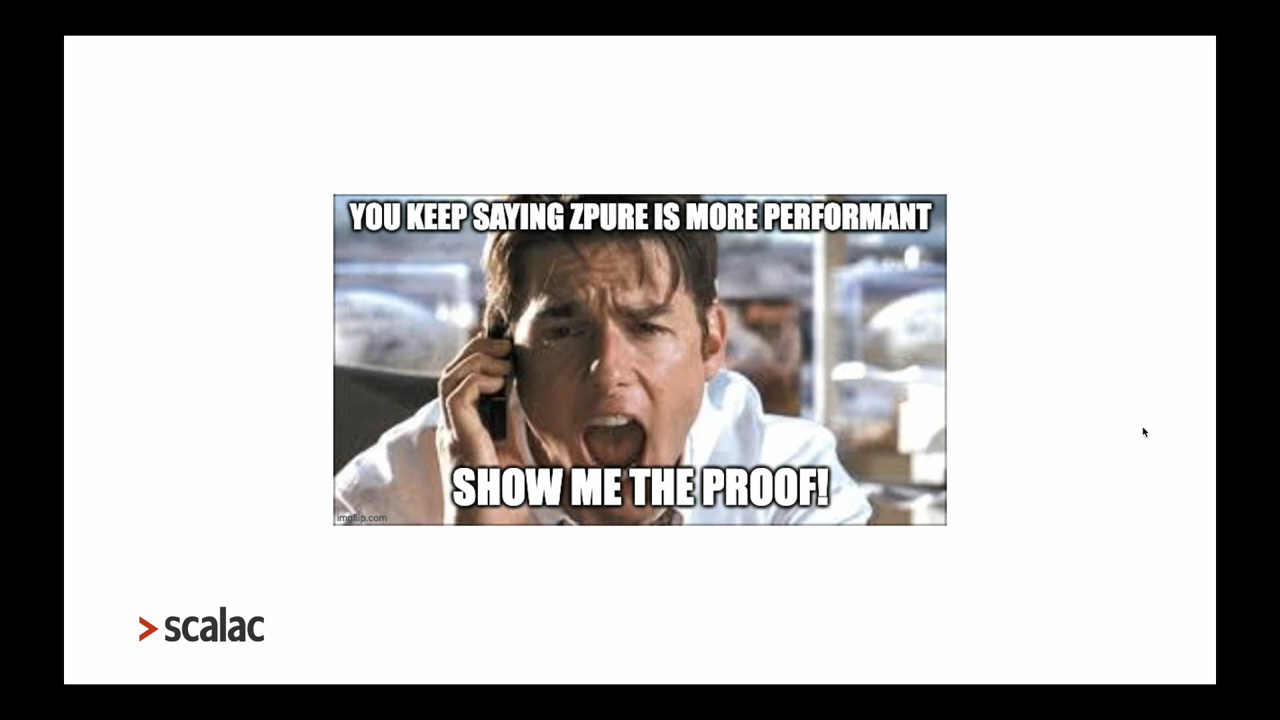 YOU KEEP SAYING ZPURE IS MORE PERFORMANT
SHOW ME THE PROOF!
imgflip.com
> scalac